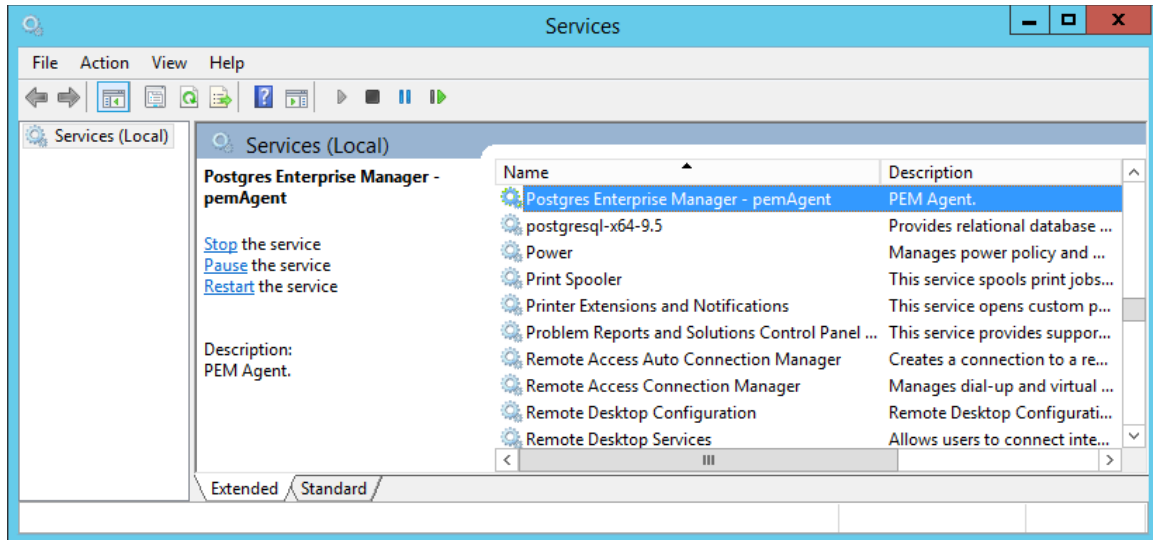 Services
File Action View Help
Services (Local)
Services (Local)
Postgres Enterprise Manager -
pemAgent
Stop the service
Pause the service
Restart the service
Description:
PEM Agent.
Name Description
Postgres Enterprise Manager - pemAgent PEM Agent.
postgresql-x64-9.5 Provides relational database ...
Power Manages power policy and ...
Print Spooler This service spools print jobs...
Printer Extensions and Notifications This service opens custom p...
Problem Reports and Solutions Control Panel ... This service provides suppor...
Remote Access Auto Connection Manager Creates a connection to a re...
Remote Access Connection Manager Manages dial-up and virtual ...
Remote Desktop Configuration Remote Desktop Configurati...
Remote Desktop Services Allows users to connect inte...
Extended Standard